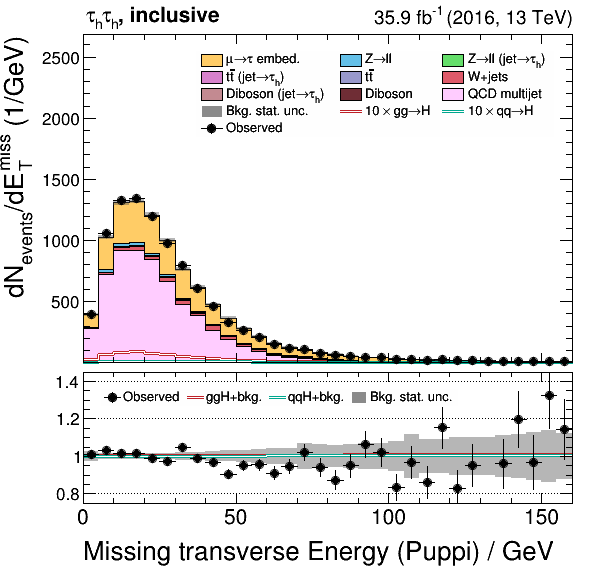 τhτh, inclusive 35.9 fb-1 (2016, 13 TeV)
dNevents/dETmiss (1/GeV)
2500
2000
1500
1000
500
μ→τ embed. Z→ll Z→ll (jet→τh)
tt̄ (jet→τh) tt̄ W+jets
Diboson (jet→τh) Diboson QCD multijet
Bkg. stat. unc. 10 × gg→H 10 × qq→H
Observed
1.4
1.2
1
0.8
Observed ggH+bkg. qqH+bkg. Bkg. stat. unc.
0 50 100 150
Missing transverse Energy (Puppi) / GeV